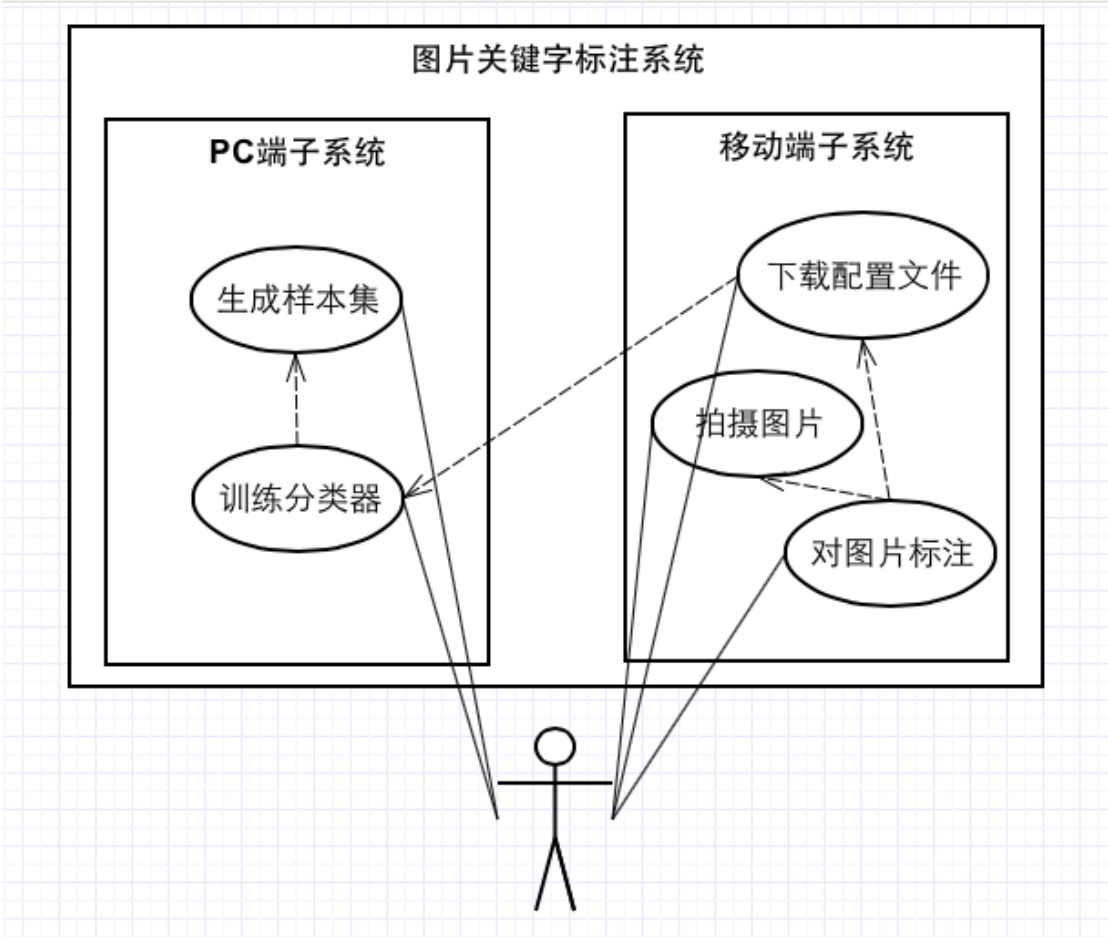 图片关键字标注系统
PC端子系统
生成样本集
训练分类器
移动端子系统
下载配置文件
拍摄图片
对图片标注